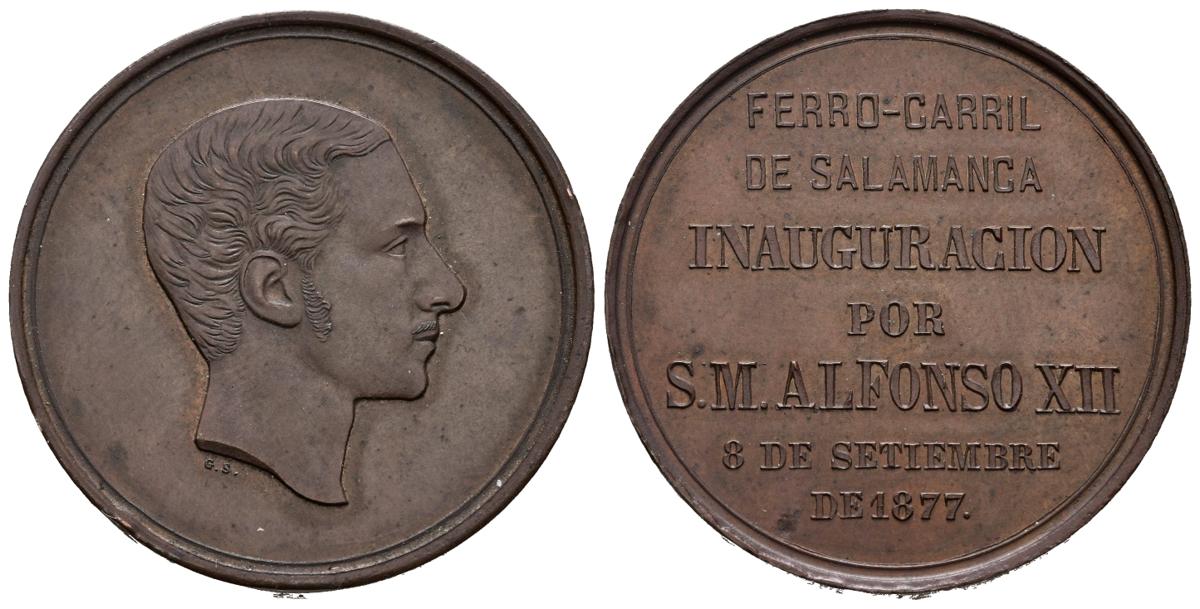 G.S.
FERRO-CARRIL
DE SALAMANCA
INAUGURACION
POR
S.M. ALFONSO XII
8 DE SETIEMBRE
DE 1877.